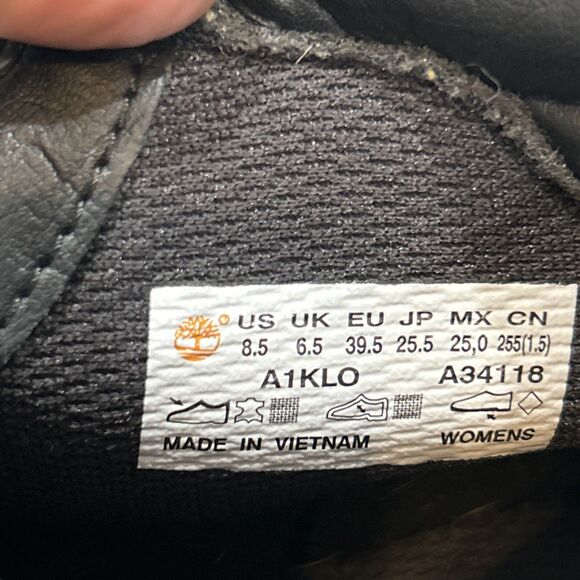 ® US UK EU JP MX CN
8.5 6.5 39.5 25.5 25,0 255(1.5)
A1KLO A34118
MADE IN VIETNAM WOMENS